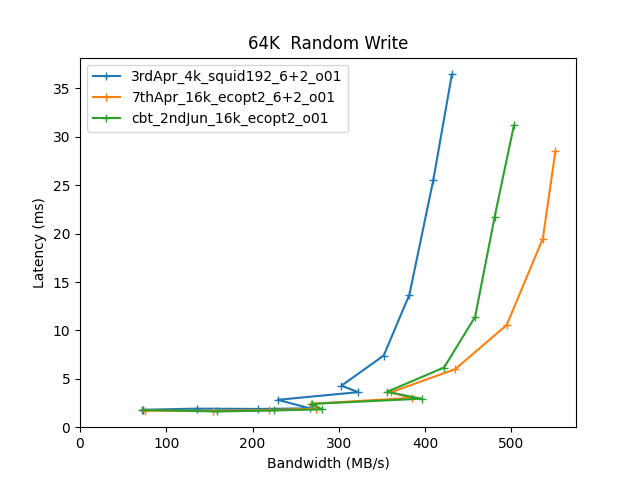 64K  Random Write
3rdApr_4k_squid192_6+2_o01
7thApr_16k_ecopt2_6+2_o01
cbt_2ndJun_16k_ecopt2_o01
35
30
25
20
15
10
5
0
Latency (ms)
0 100 200 300 400 500
Bandwidth (MB/s)